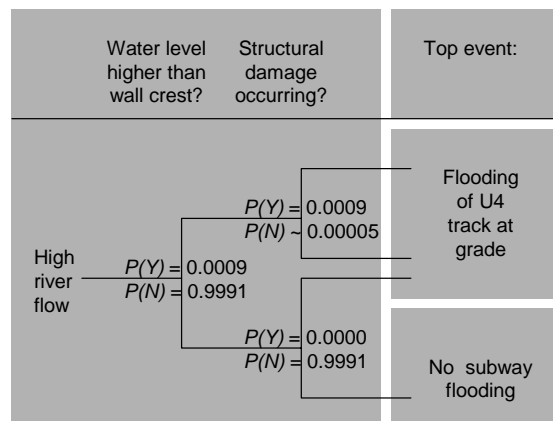 Water level
higher than
wall crest?
Structural
damage
occurring?
Top event:
High
river
flow
P(Y) = 0.0009
P(N) = 0.9991
P(Y) = 0.0009
P(N) ~ 0.00005
P(Y) = 0.0000
P(N) = 0.9991
Flooding
of U4
track at
grade
No subway
flooding